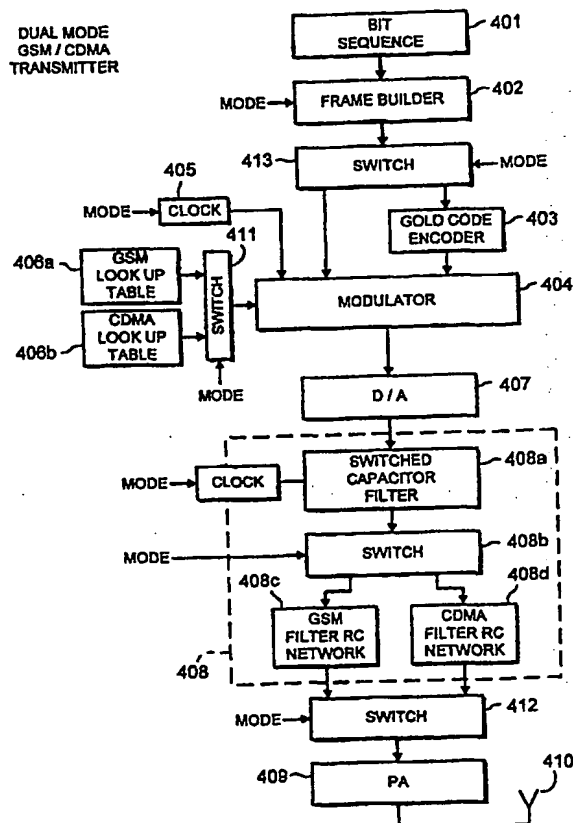 DUAL MODE
GSM / CDMA
TRANSMITTER
BIT
SEQUENCE
401
MODE
FRAME BUILDER
402
413
SWITCH
MODE
405
MODE
CLOCK
GOLD CODE
ENCODER
403
411
406a
GSM
LOOK UP
TABLE
SWITCH
MODULATOR
404
406b
CDMA
LOOK UP
TABLE
MODE
D / A
407
MODE
CLOCK
SWITCHED
CAPACITOR
FILTER
408a
MODE
SWITCH
408b
408c
408d
GSM
FILTER RC
NETWORK
CDMA
FILTER RC
NETWORK
408
MODE
SWITCH
412
409
PA
410